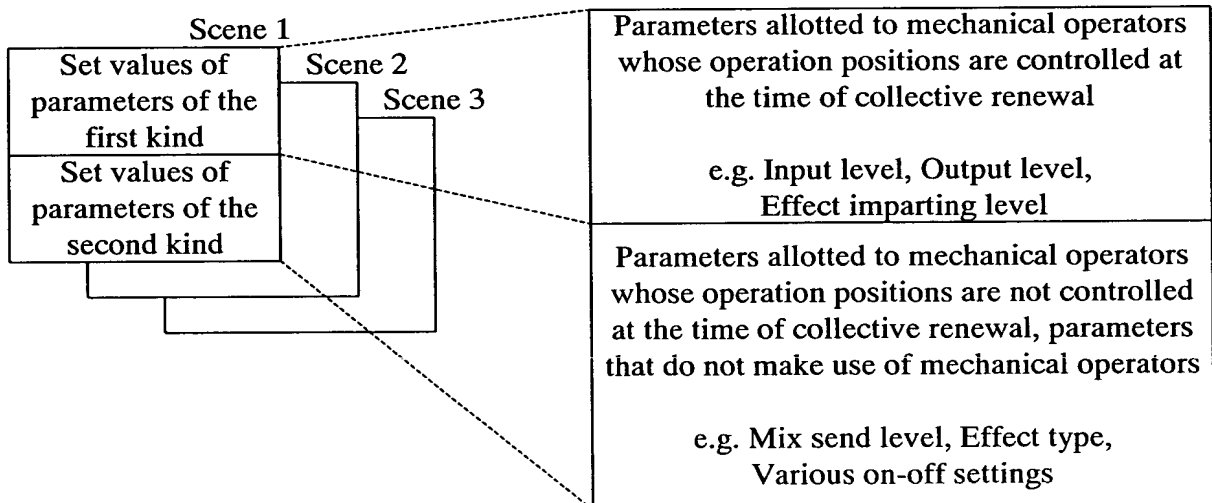 Scene 1
Set values of
parameters of the
first kind
Set values of
parameters of the
second kind
Scene 2
Scene 3
Parameters allotted to mechanical operators
whose operation positions are controlled at
the time of collective renewal
e.g. Input level, Output level,
Effect imparting level
Parameters allotted to mechanical operators
whose operation positions are not controlled
at the time of collective renewal, parameters
that do not make use of mechanical operators
e.g. Mix send level, Effect type,
Various on-off settings